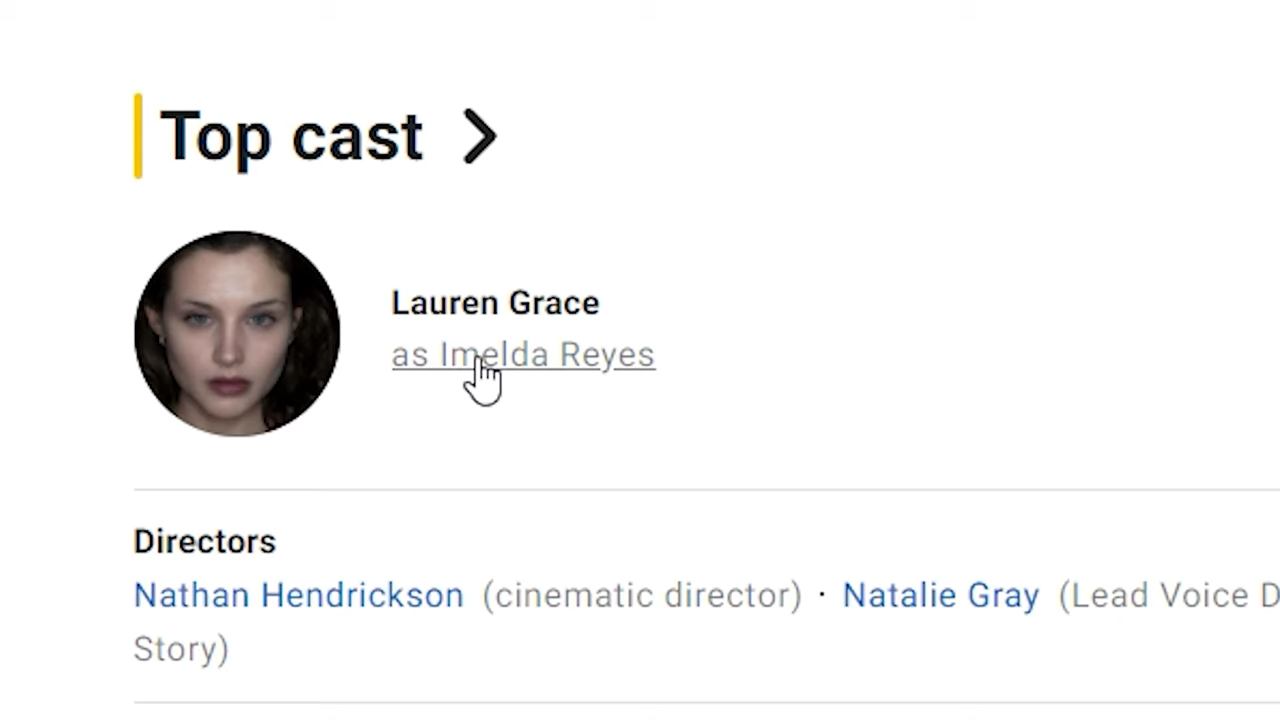 Top cast
Lauren Grace
as Imelda Reyes
Directors
Nathan Hendrickson (cinematic director) · Natalie Gray (Lead Voice D
Story)